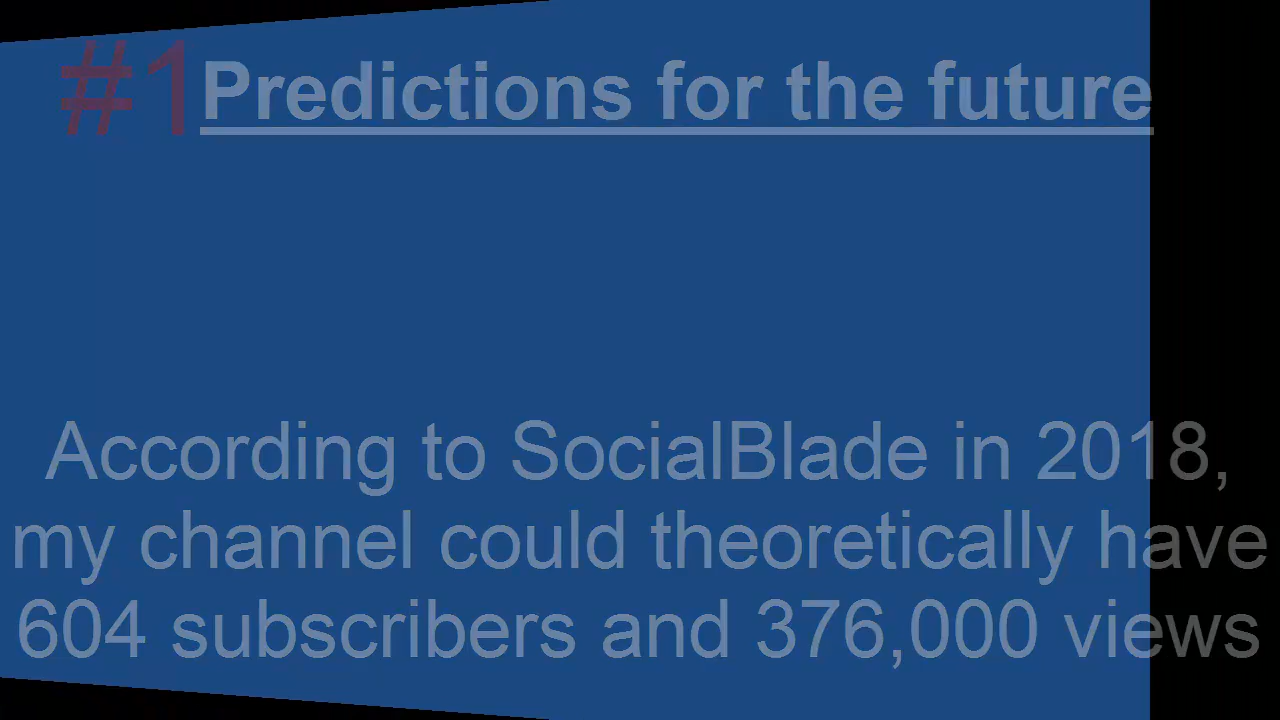 #1 Predictions for the future
According to SocialBlade in 2018,
my channel could theoretically have
604 subscribers and 376,000 views